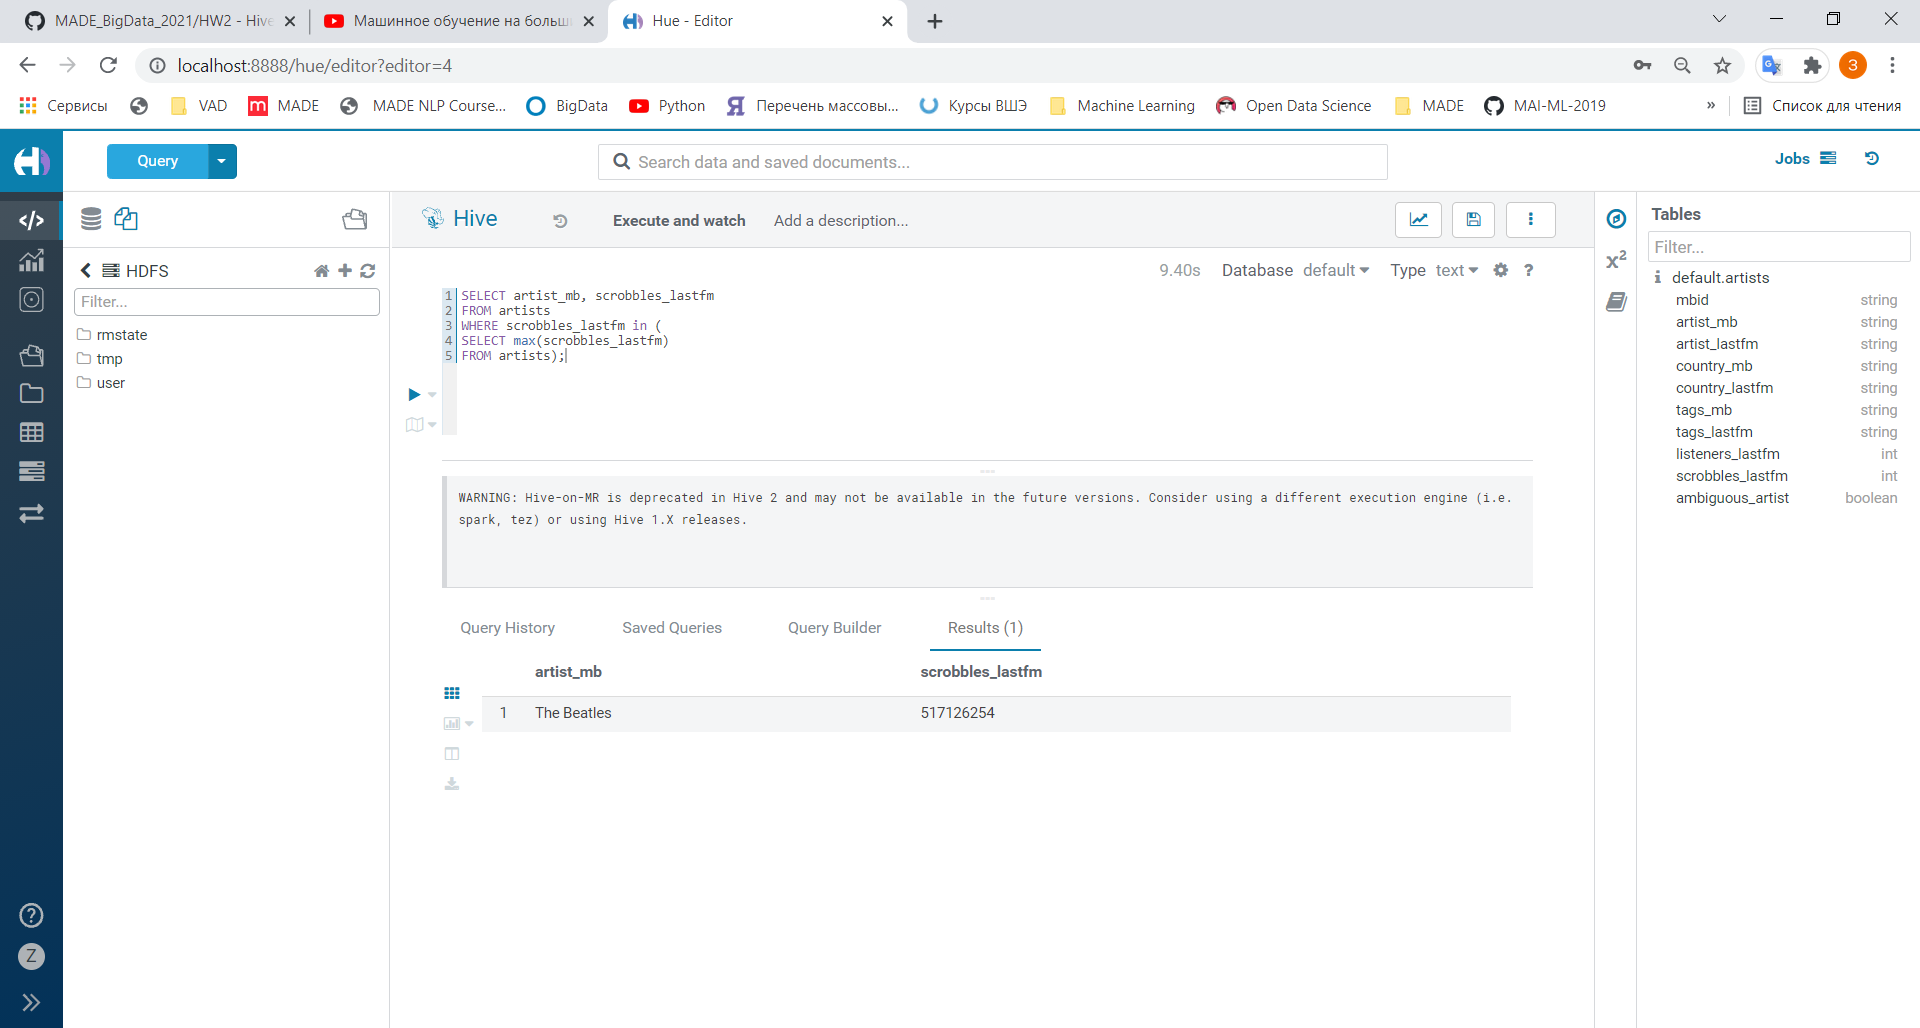 MADE_BigData_2021/HW2 - Hive
Машинное обучение на больш
Hue - Editor
localhost:8888/hue/editor?editor=4
З
Сервисы
VAD
MADE
MADE NLP Course...
BigData
Python
Перечень массовы...
Курсы ВШЭ
Machine Learning
Open Data Science
MADE
MAI-ML-2019
»
Список для чтения
Query
Search data and saved documents...
Jobs
Hive
Execute and watch
Add a description...
HDFS
Filter...
rmstate
tmp
user
9.40s
Database default
Type text
?
1 SELECT artist_mb, scrobbles_lastfm
2 FROM artists
3 WHERE scrobbles_lastfm in (
4 SELECT max(scrobbles_lastfm)
5 FROM artists);
WARNING: Hive-on-MR is deprecated in Hive 2 and may not be available in the future versions. Consider using a different execution engine (i.e.
spark, tez) or using Hive 1.X releases.
Query History
Saved Queries
Query Builder
Results (1)
artist_mb scrobbles_lastfm
1 The Beatles 517126254
x²
Tables
Filter...
default.artists
mbid string
artist_mb string
artist_lastfm string
country_mb string
country_lastfm string
tags_mb string
tags_lastfm string
listeners_lastfm int
scrobbles_lastfm int
ambiguous_artist boolean
Z